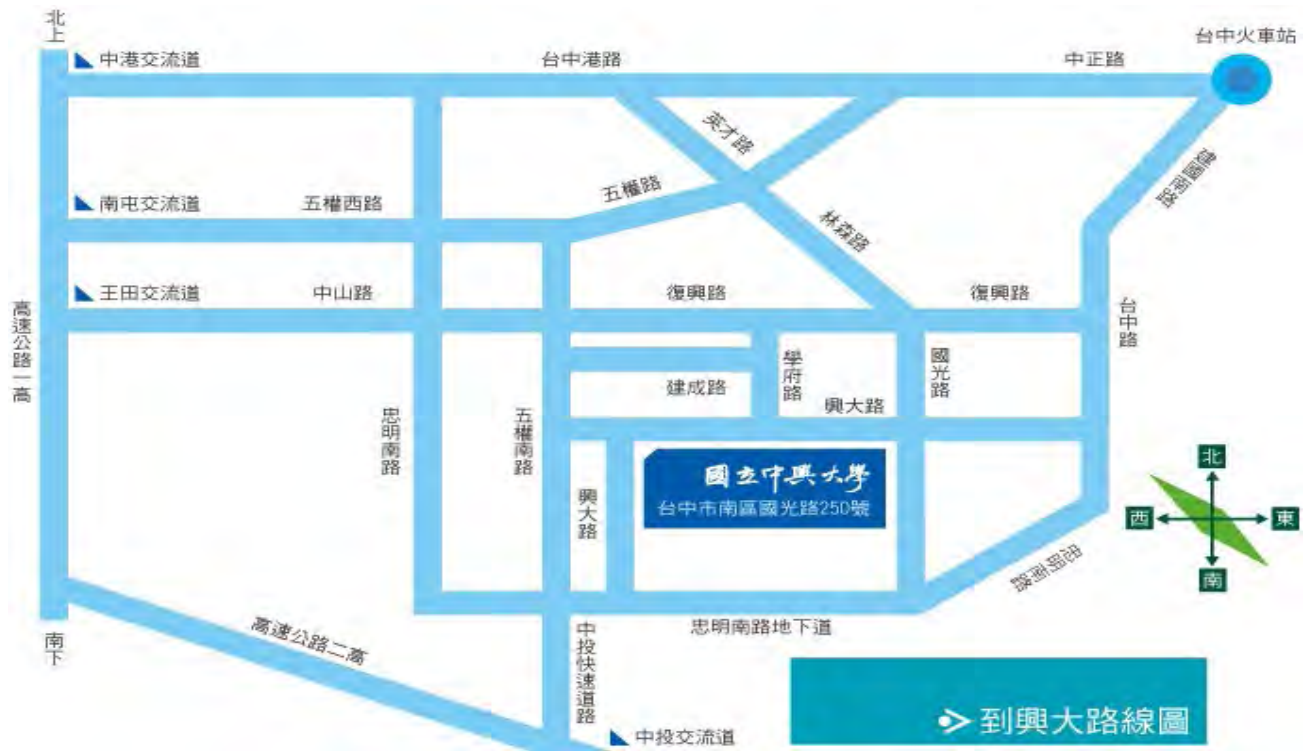 北上
台中火車站
中港交流道
台中港路
中正路
英才路
建國南路
南屯交流道
五權西路
五權路
林森路
王田交流道
中山路
復興路
復興路
台中路
高速公路一高
建成路
學府路
國光路
興大路
忠明南路
五權南路
國立中興大學
台中市南區國光路250號
興大路
北
西
東
南
忠明南路
忠明南路地下道
南下
高速公路二高
中投快速道路
中投交流道
到興大路線圖